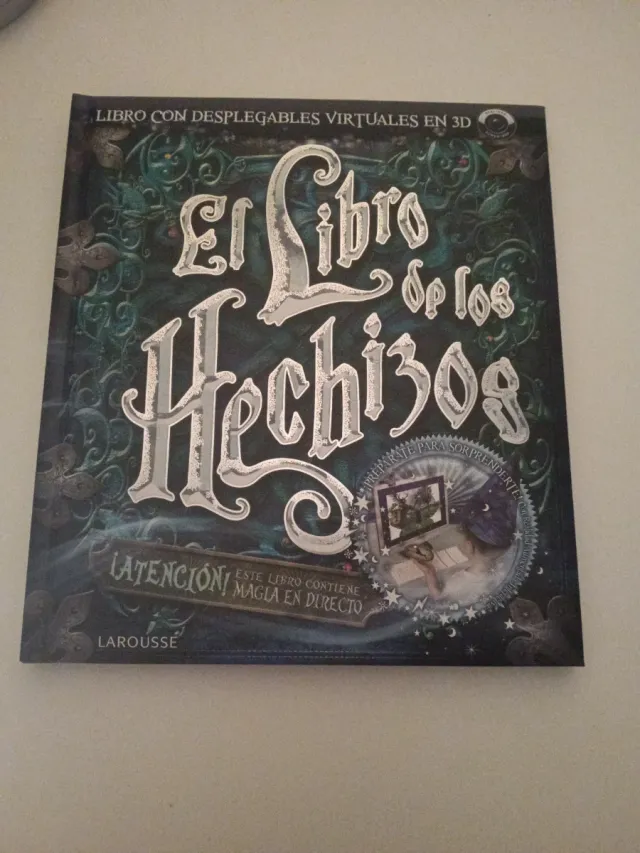 LIBRO CON DESPLEGABLES VIRTUALES EN 3D
El Libro
de los
Hechizos
PREPÁRATE PARA SORPRENDERTE
¡ATENCIÓN! ESTE LIBRO CONTIENE
MAGIA EN DIRECTO
LAROUSSE